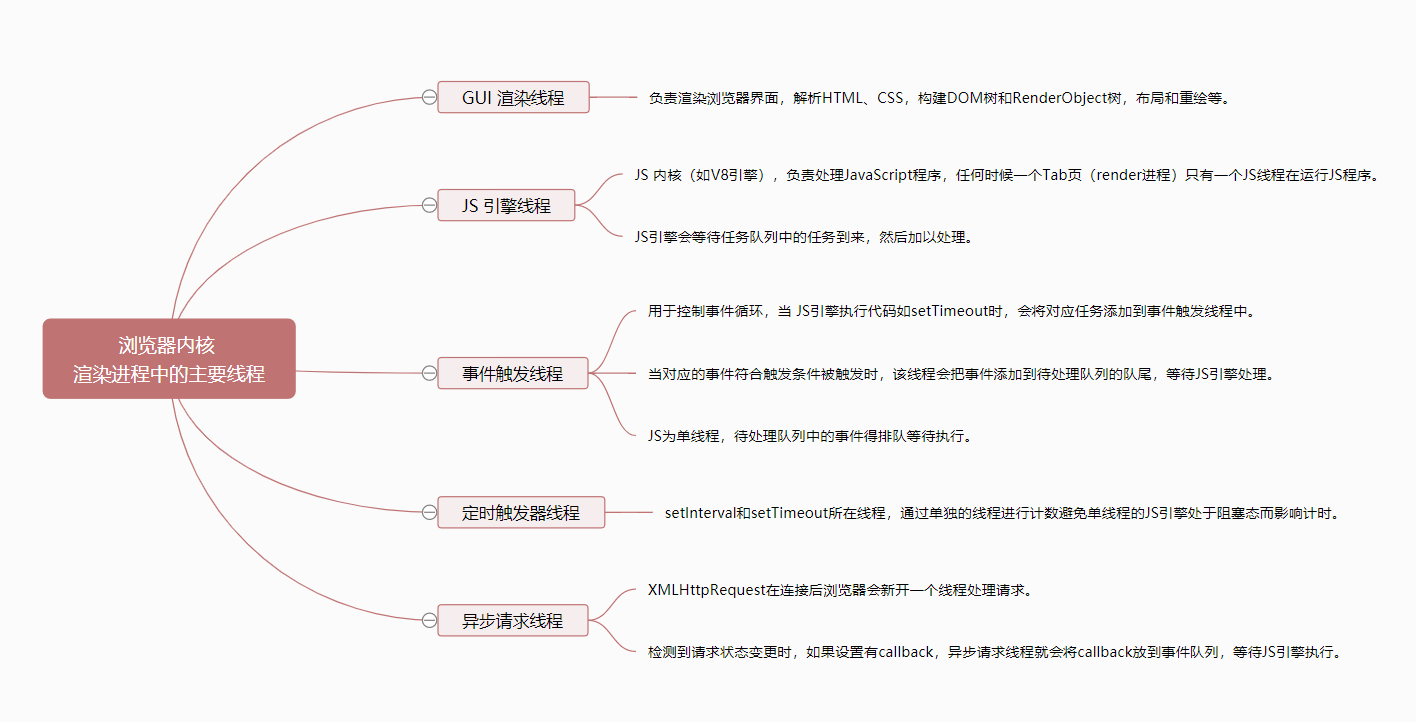 浏览器内核
渲染进程中的主要线程
GUI 渲染线程
负责渲染浏览器界面，解析HTML、CSS，构建DOM树和RenderObject树，布局和重绘等。
JS 引擎线程
JS 内核（如V8引擎），负责处理JavaScript程序，任何时候一个Tab页（render进程）只有一个JS线程在运行JS程序。
JS引擎会等待任务队列中的任务到来，然后加以处理。
事件触发线程
用于控制事件循环，当 JS引擎执行代码如setTimeout时，会将对应任务添加到事件触发线程中。
当对应的事件符合触发条件被触发时，该线程会把事件添加到待处理队列的队尾，等待JS引擎处理。
JS为单线程，待处理队列中的事件得排队等待执行。
定时触发器线程
setInterval和setTimeout所在线程，通过单独的线程进行计数避免单线程的JS引擎处于阻塞态而影响计时。
异步请求线程
XMLHttpRequest在连接后浏览器会新开一个线程处理请求。
检测到请求状态变更时，如果设置有callback，异步请求线程就会将callback放到事件队列，等待JS引擎执行。